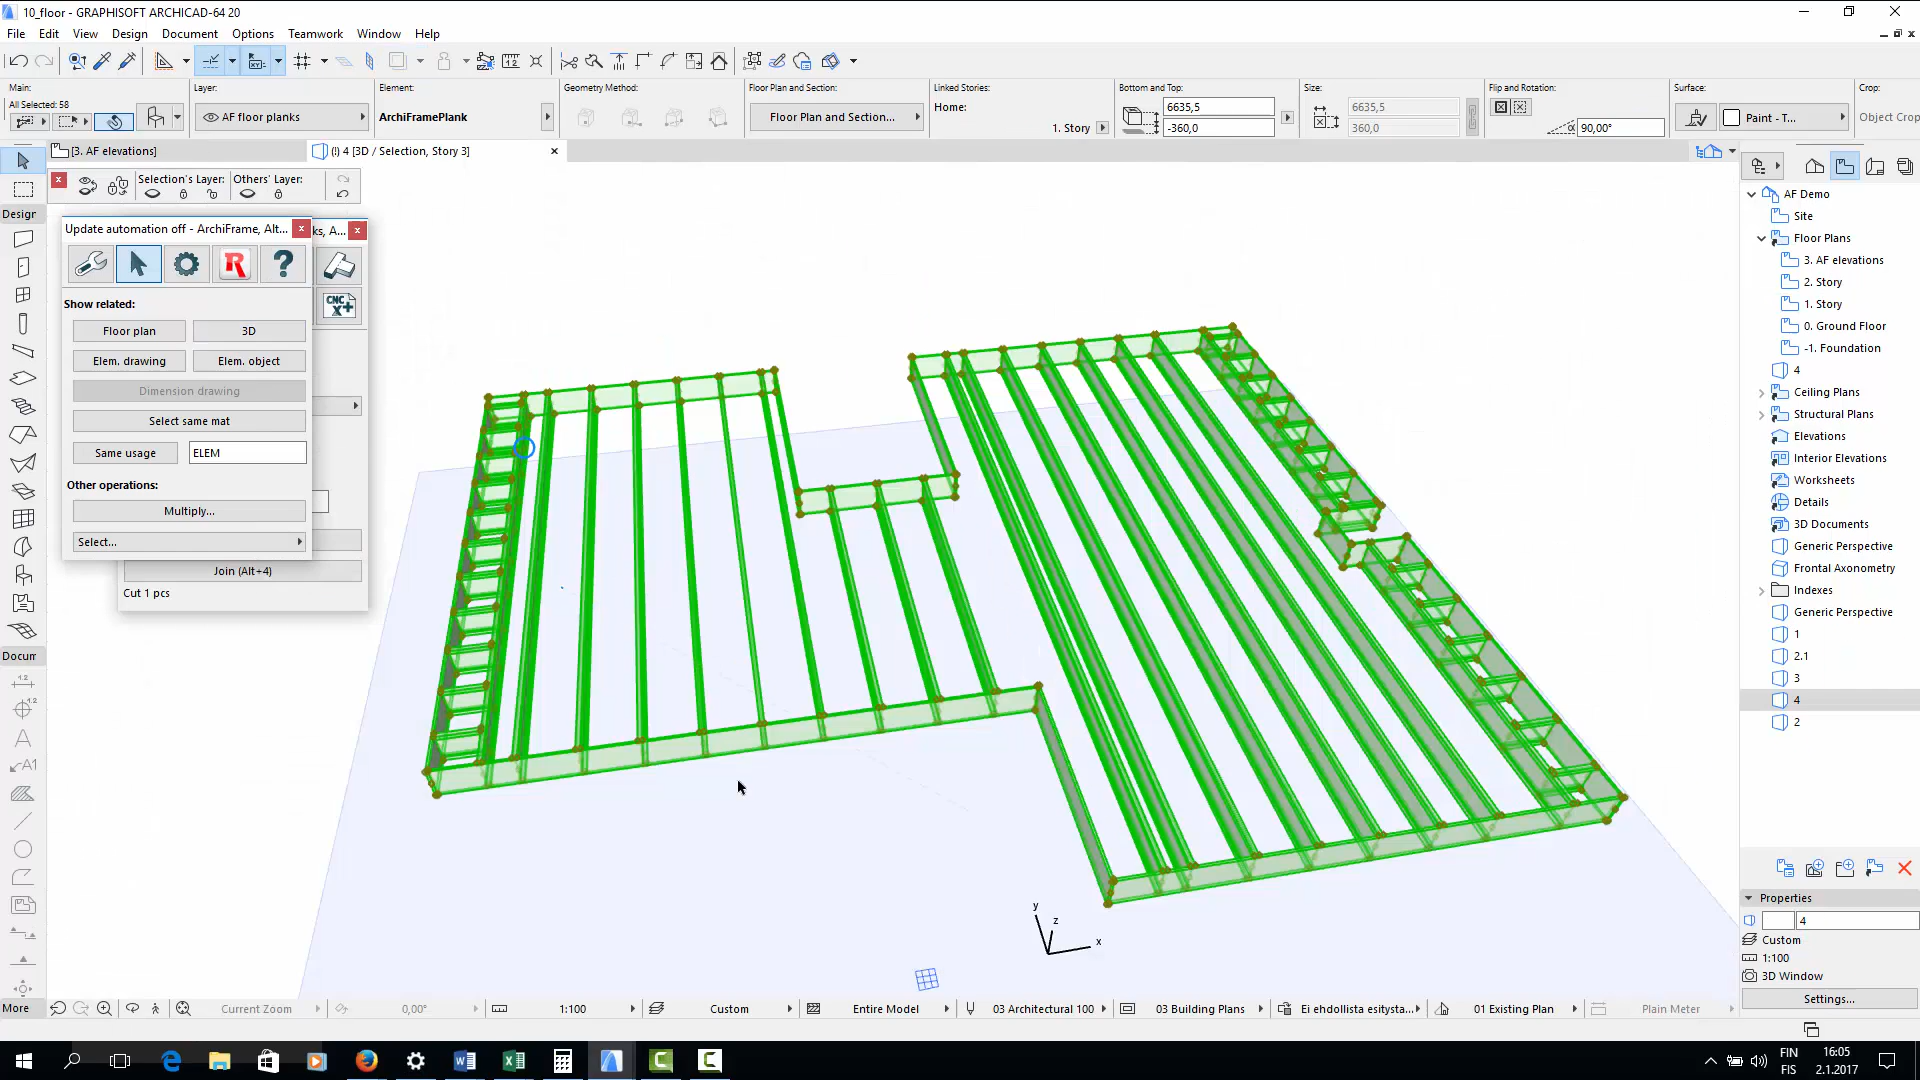 10_floor - GRAPHISOFT ARCHICAD-64 20
File Edit View Design Document Options Teamwork Window Help
Main:
All Selected: 58
Layer:
AF floor planks
Element:
ArchiFramePlank
Geometry Method:
Floor Plan and Section:
Floor Plan and Section...
Linked Stories:
Home:
1. Story
Bottom and Top:
6635,5
-360,0
Size:
6635,5
360,0
Flip and Rotation:
α 90,00°
Surface:
Paint - T...
Crop:
Object Crop
[3. AF elevations]
(!) 4 [3D / Selection, Story 3]
Selection's Layer: Others' Layer:
Design
Docum
More
Update automation off - ArchiFrame, Alt...
ks, A...
R
?
CNC
X+
Show related:
Floor plan
3D
Elem. drawing
Elem. object
Dimension drawing
Select same mat
Same usage
ELEM
Other operations:
Multiply...
Select...
Join (Alt+4)
Cut 1 pcs
y
z
x
AF Demo
Site
Floor Plans
3. AF elevations
2. Story
1. Story
0. Ground Floor
-1. Foundation
4
Ceiling Plans
Structural Plans
Elevations
Interior Elevations
Worksheets
Details
3D Documents
Generic Perspective
Frontal Axonometry
Indexes
Generic Perspective
1
2.1
3
4
2
Properties
4
Custom
1:100
3D Window
Settings...
Current Zoom
0,00°
1:100
Custom
Entire Model
03 Architectural 100
03 Building Plans
Ei ehdollista esitysta...
01 Existing Plan
Plain Meter
FIN
FIS
16:05
2.1.2017